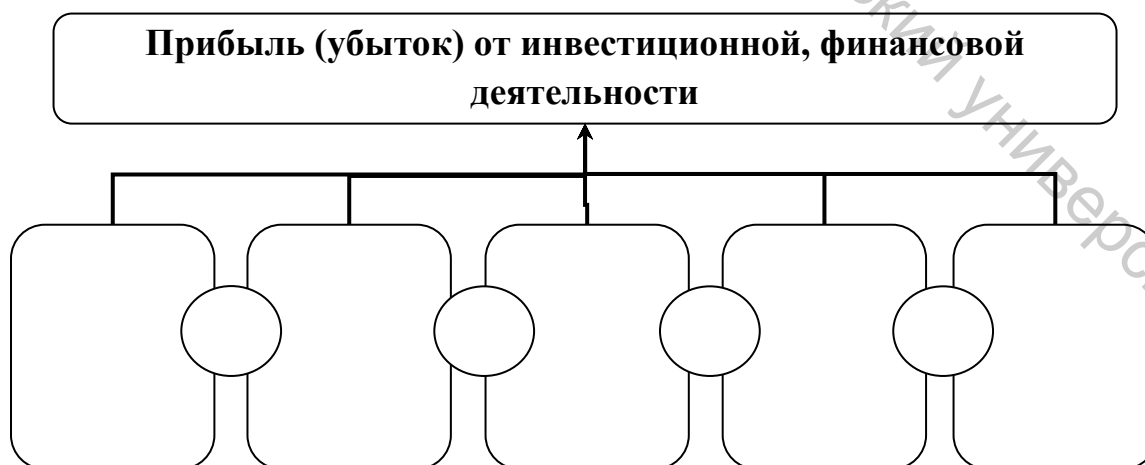 Прибыль (убыток) от инвестиционной, финансовой
деятельности